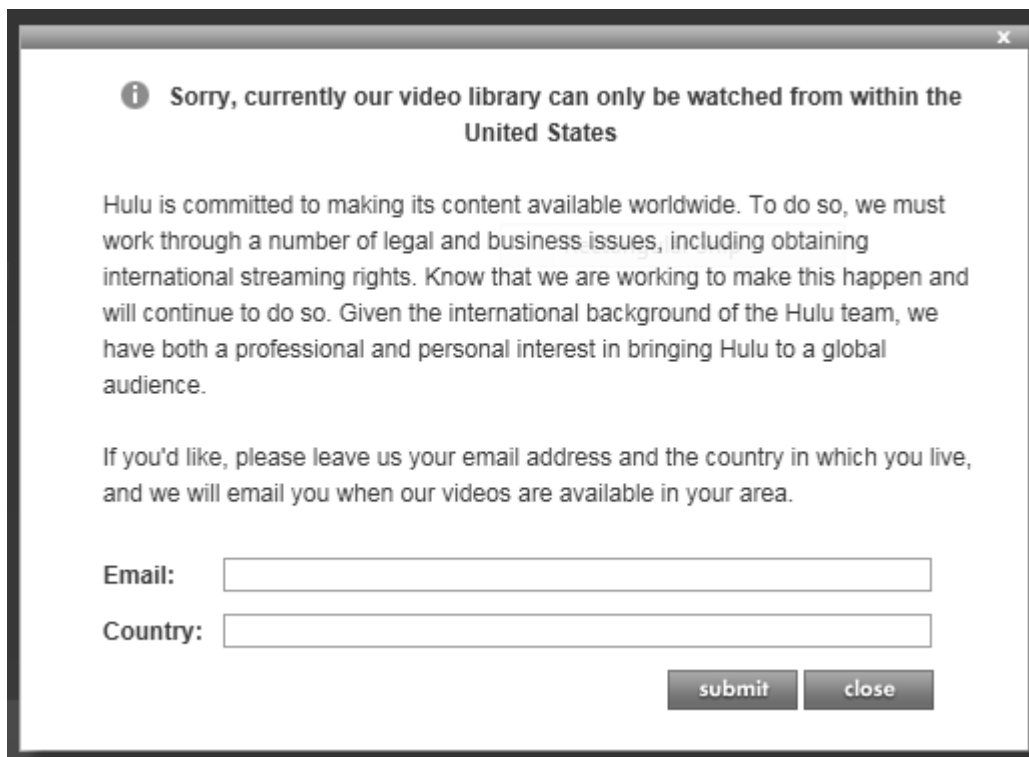 x
Sorry, currently our video library can only be watched from within the
United States
Hulu is committed to making its content available worldwide. To do so, we must
work through a number of legal and business issues, including obtaining
international streaming rights. Know that we are working to make this happen and
will continue to do so. Given the international background of the Hulu team, we
have both a professional and personal interest in bringing Hulu to a global
audience.
If you'd like, please leave us your email address and the country in which you live,
and we will email you when our videos are available in your area.
Email:
Country:
submit close